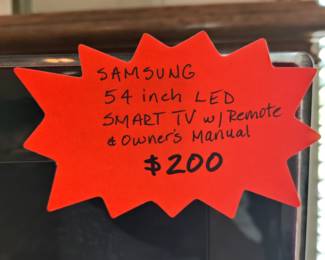 SAMSUNG
54 inch LED
SMART TV w/ Remote
& Owner's Manual
$200